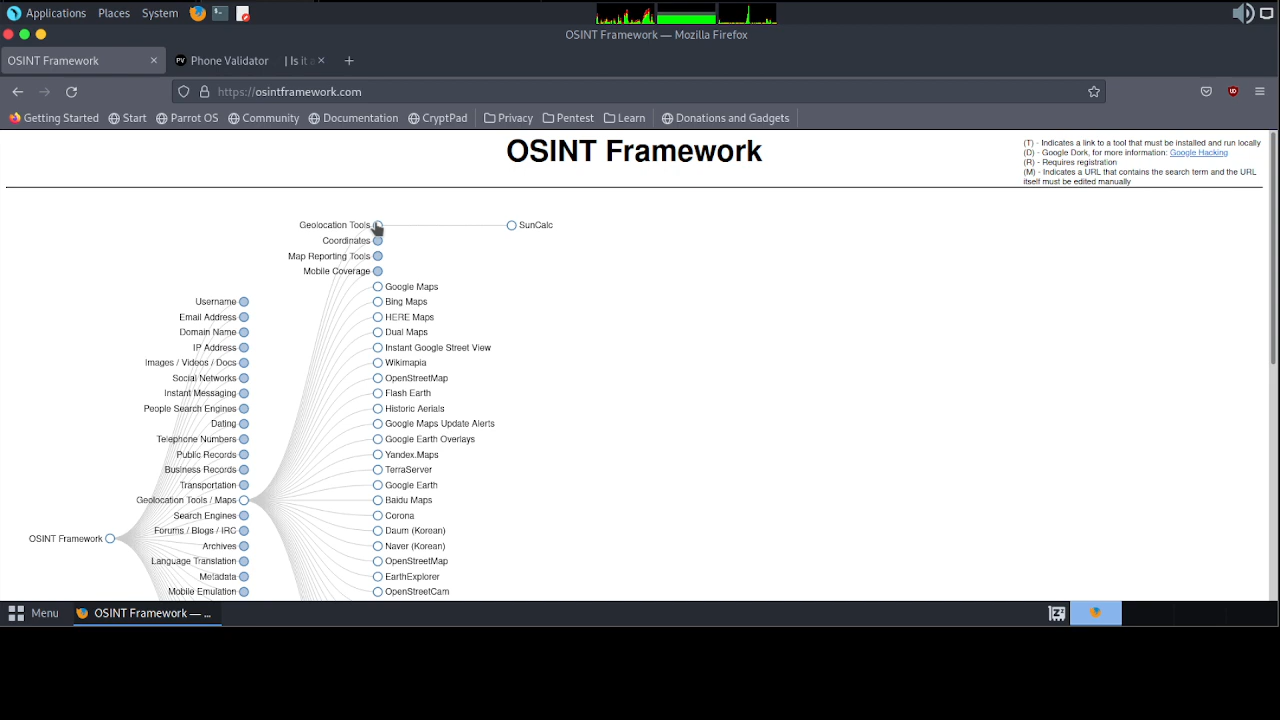 Applications Places System
OSINT Framework — Mozilla Firefox
OSINT Framework
Phone Validator | Is it
https://osintframework.com
Getting Started Start Parrot OS Community Documentation CryptPad Privacy Pentest Learn Donations and Gadgets
OSINT Framework
(T) - Indicates a link to a tool that must be installed and run locally
(D) - Google Dork, for more information: Google Hacking
(R) - Requires registration
(M) - Indicates a URL that contains the search term and the URL
itself must be edited manually
Geolocation Tools SunCalc
Coordinates
Map Reporting Tools
Mobile Coverage
Google Maps
Username Bing Maps
Email Address HERE Maps
Domain Name Dual Maps
IP Address Instant Google Street View
Images / Videos / Docs Wikimapia
Social Networks OpenStreetMap
Instant Messaging Flash Earth
People Search Engines Historic Aerials
Dating Google Maps Update Alerts
Telephone Numbers Google Earth Overlays
Public Records Yandex.Maps
Business Records TerraServer
Transportation Google Earth
Geolocation Tools / Maps Baidu Maps
Search Engines Corona
Forums / Blogs / IRC Daum (Korean)
OSINT Framework
Archives Naver (Korean)
Language Translation OpenStreetMap
Metadata EarthExplorer
Mobile Emulation OpenStreetCam
Menu OSINT Framework — ...